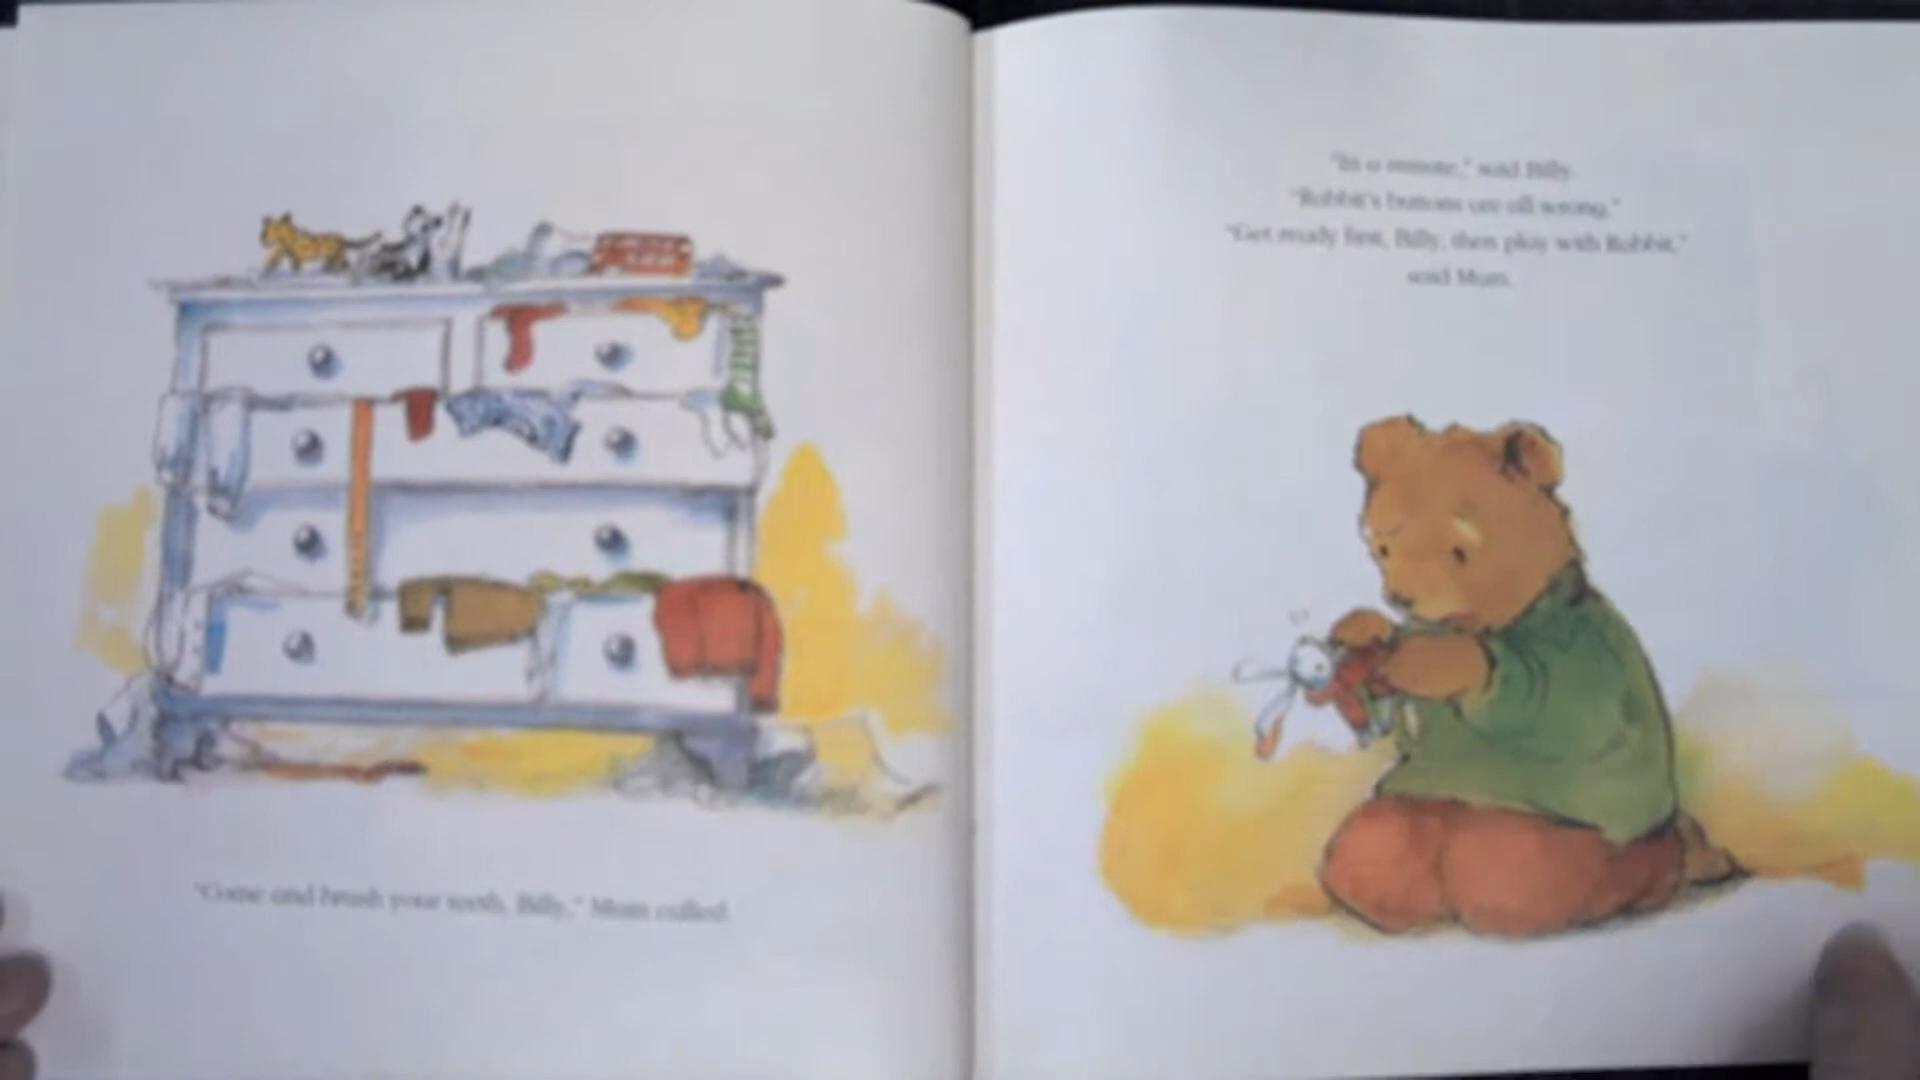 "Come and brush your teeth, Billy," Mum called.
"In a minute," said Billy.
"Rabbit's buttons are all wrong."
"Get ready first, Billy, then play with Rabbit,"
said Mum.